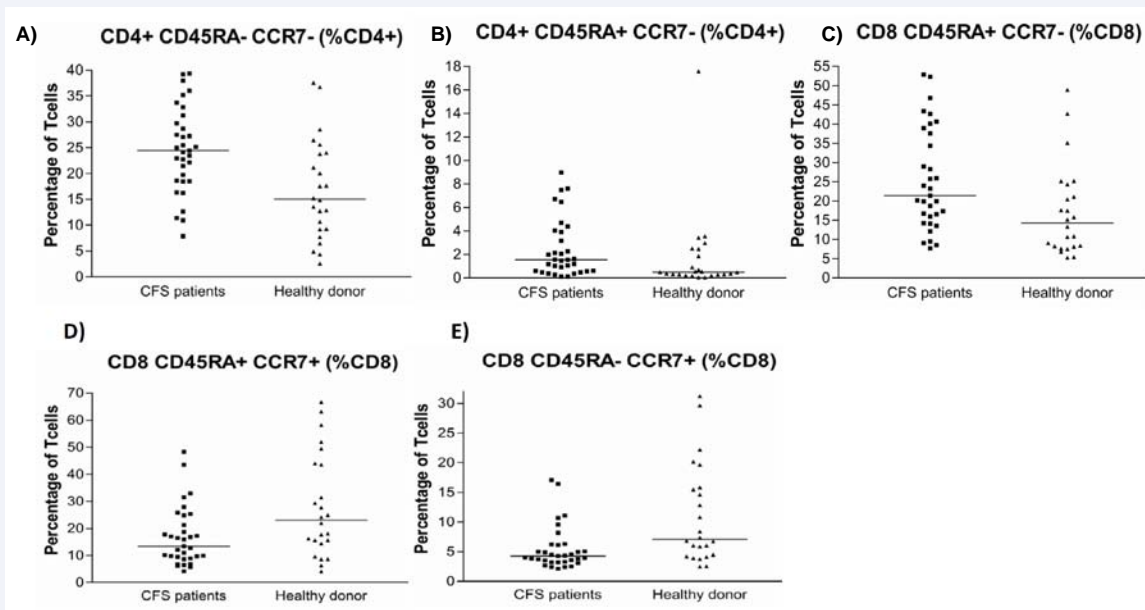 A)
CD4+ CD45RA- CCR7- (%CD4+)
Percentage of Tcells
40
35
30
25
20
15
10
5
0
CFS patients Healthy donor
B)
CD4+ CD45RA+ CCR7- (%CD4+)
Percentage of Tcells
18
16
14
12
10
8
6
4
2
0
CFS patients Healthy donor
C)
CD8 CD45RA+ CCR7- (%CD8)
Percentage of Tcells
55
50
45
40
35
30
25
20
15
10
5
0
CFS patients Healthy donor
D)
CD8 CD45RA+ CCR7+ (%CD8)
Percentage of Tcells
70
60
50
40
30
20
10
0
CFS patients Healthy donor
E)
CD8 CD45RA- CCR7+ (%CD8)
Percentage of Tcells
30
25
20
15
10
5
0
CFS patients Healthy donor